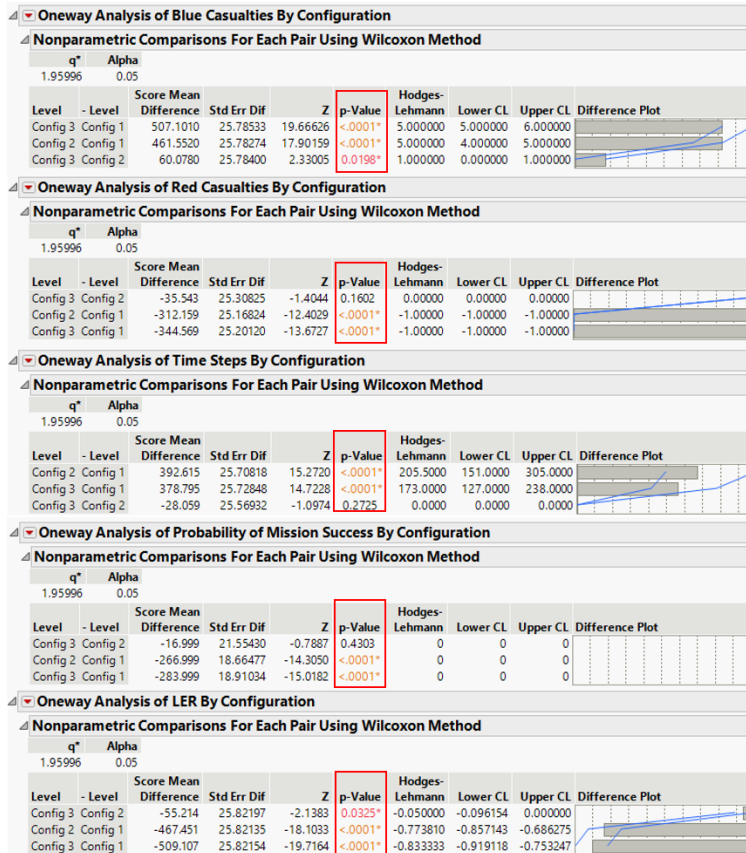 Oneway Analysis of Blue Casualties By Configuration
Nonparametric Comparisons For Each Pair Using Wilcoxon Method
q* Alpha
1.95996 0.05
Score Mean Hodges-
Level - Level Difference Std Err Dif Z p-Value Lehmann Lower CL Upper CL Difference Plot
Config 3 Config 1 507.1010 25.78533 19.66626 <.0001* 5.000000 5.000000 6.000000
Config 2 Config 1 461.5520 25.78274 17.90159 <.0001* 5.000000 4.000000 5.000000
Config 3 Config 2 60.0780 25.78400 2.33005 0.0198* 1.000000 0.000000 1.000000
Oneway Analysis of Red Casualties By Configuration
Nonparametric Comparisons For Each Pair Using Wilcoxon Method
q* Alpha
1.95996 0.05
Score Mean Hodges-
Level - Level Difference Std Err Dif Z p-Value Lehmann Lower CL Upper CL Difference Plot
Config 3 Config 2 -35.543 25.30825 -1.4044 0.1602 0.00000 0.00000 0.00000
Config 2 Config 1 -312.159 25.16824 -12.4029 <.0001* -1.00000 -1.00000 -1.00000
Config 3 Config 1 -344.569 25.20120 -13.6727 <.0001* -1.00000 -1.00000 -1.00000
Oneway Analysis of Time Steps By Configuration
Nonparametric Comparisons For Each Pair Using Wilcoxon Method
q* Alpha
1.95996 0.05
Score Mean Hodges-
Level - Level Difference Std Err Dif Z p-Value Lehmann Lower CL Upper CL Difference Plot
Config 2 Config 1 392.615 25.70818 15.2720 <.0001* 205.5000 151.0000 305.0000
Config 3 Config 1 378.795 25.72848 14.7228 <.0001* 173.0000 127.0000 238.0000
Config 3 Config 2 -28.059 25.56932 -1.0974 0.2725 0.0000 0.0000 0.0000
Oneway Analysis of Probability of Mission Success By Configuration
Nonparametric Comparisons For Each Pair Using Wilcoxon Method
q* Alpha
1.95996 0.05
Score Mean Hodges-
Level - Level Difference Std Err Dif Z p-Value Lehmann Lower CL Upper CL Difference Plot
Config 3 Config 2 -16.999 21.55430 -0.7887 0.4303 0 0 0
Config 2 Config 1 -266.999 18.66477 -14.3050 <.0001* 0 0 0
Config 3 Config 1 -283.999 18.91034 -15.0182 <.0001* 0 0 0
Oneway Analysis of LER By Configuration
Nonparametric Comparisons For Each Pair Using Wilcoxon Method
q* Alpha
1.95996 0.05
Score Mean Hodges-
Level - Level Difference Std Err Dif Z p-Value Lehmann Lower CL Upper CL Difference Plot
Config 3 Config 2 -55.214 25.82197 -2.1383 0.0325* -0.050000 -0.096154 0.000000
Config 2 Config 1 -467.451 25.82135 -18.1033 <.0001* -0.773810 -0.857143 -0.686275
Config 3 Config 1 -509.107 25.82154 -19.7164 <.0001* -0.833333 -0.919118 -0.753247